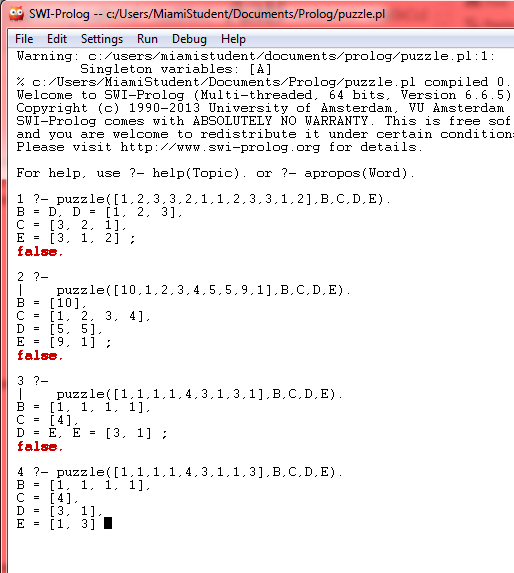 SWI-Prolog -- c:/Users/MiamiStudent/Documents/Prolog/puzzle.pl
File Edit Settings Run Debug Help
Warning: c:/users/miamistudent/documents/prolog/puzzle.pl:1:
Singleton variables: [A]
% c:/Users/MiamiStudent/Documents/Prolog/puzzle.pl compiled 0.
Welcome to SWI-Prolog (Multi-threaded, 64 bits, Version 6.6.5)
Copyright (c) 1990-2013 University of Amsterdam, VU Amsterdam
SWI-Prolog comes with ABSOLUTELY NO WARRANTY. This is free sof
and you are welcome to redistribute it under certain condition
Please visit http://www.swi-prolog.org for details.
For help, use ?- help(Topic). or ?- apropos(Word).
1 ?- puzzle([1,2,3,3,2,1,1,2,3,3,1,2],B,C,D,E).
B = D, D = [1, 2, 3],
C = [3, 2, 1],
E = [3, 1, 2] ;
false.
2 ?-
| puzzle([10,1,2,3,4,5,5,9,1],B,C,D,E).
B = [10],
C = [1, 2, 3, 4],
D = [5, 5],
E = [9, 1] ;
false.
3 ?-
| puzzle([1,1,1,1,4,3,1,3,1],B,C,D,E).
B = [1, 1, 1, 1],
C = [4],
D = E, E = [3, 1] ;
false.
4 ?- puzzle([1,1,1,1,4,3,1,1,3],B,C,D,E).
B = [1, 1, 1, 1],
C = [4],
D = [3, 1],
E = [1, 3]